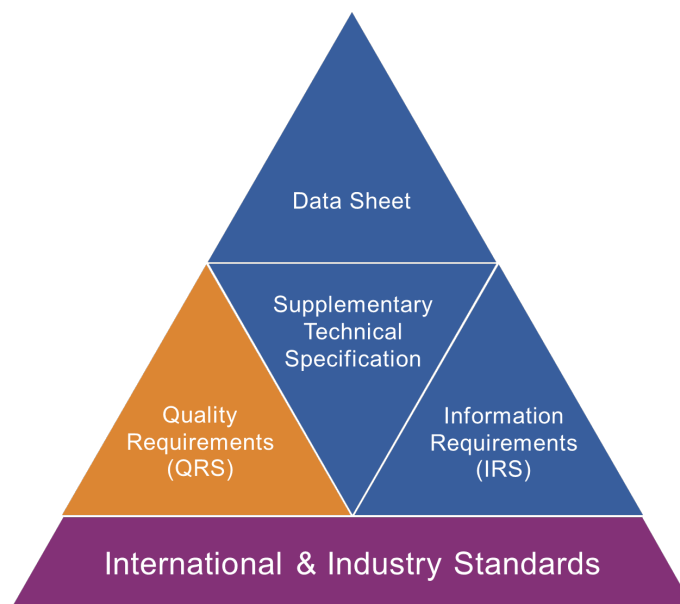 Data Sheet
Supplementary
Technical
Specification
Quality
Requirements
(QRS)
Information
Requirements
(IRS)
International & Industry Standards